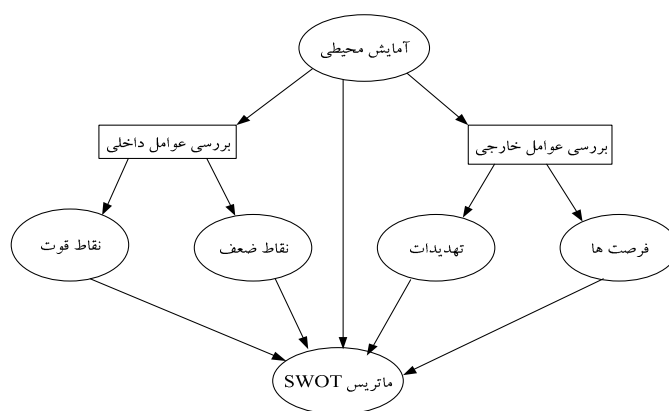 آمایش محیطی
بررسی عوامل خارجی
بررسی عوامل داخلی
فرصت ها
تهدیدات
نقاط ضعف
نقاط قوت
ماتریس SWOT